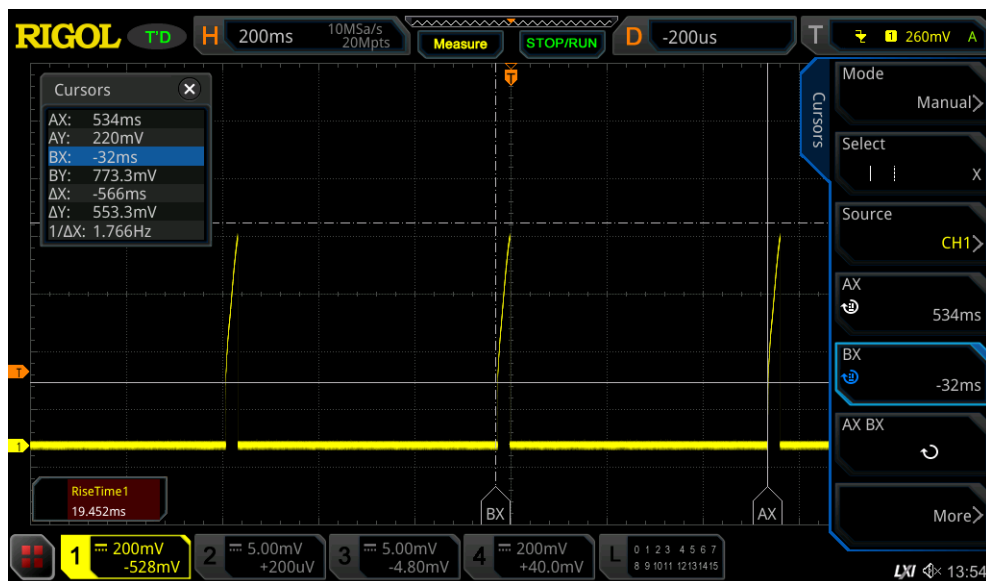 RIGOL T'D H 200ms 10MSa/s 20Mpts Measure STOP/RUN D -200us T 1 260mV A
T
Cursors
AX: 534ms
AY: 220mV
BX: -32ms
BY: 773.3mV
ΔX: -566ms
ΔY: 553.3mV
1/ΔX: 1.766Hz
T
1
BX
AX
RiseTime1
19.452ms
Cursors
Mode
Manual>
Select
X
Source
CH1>
AX
534ms
BX
-32ms
AX BX
More>
1 200mV
-528mV
2 5.00mV
+200uV
3 5.00mV
-4.80mV
4 200mV
+40.0mV
L 0 1 2 3 4 5 6 7
8 9 10 11 12 13 14 15
LXI 13:54